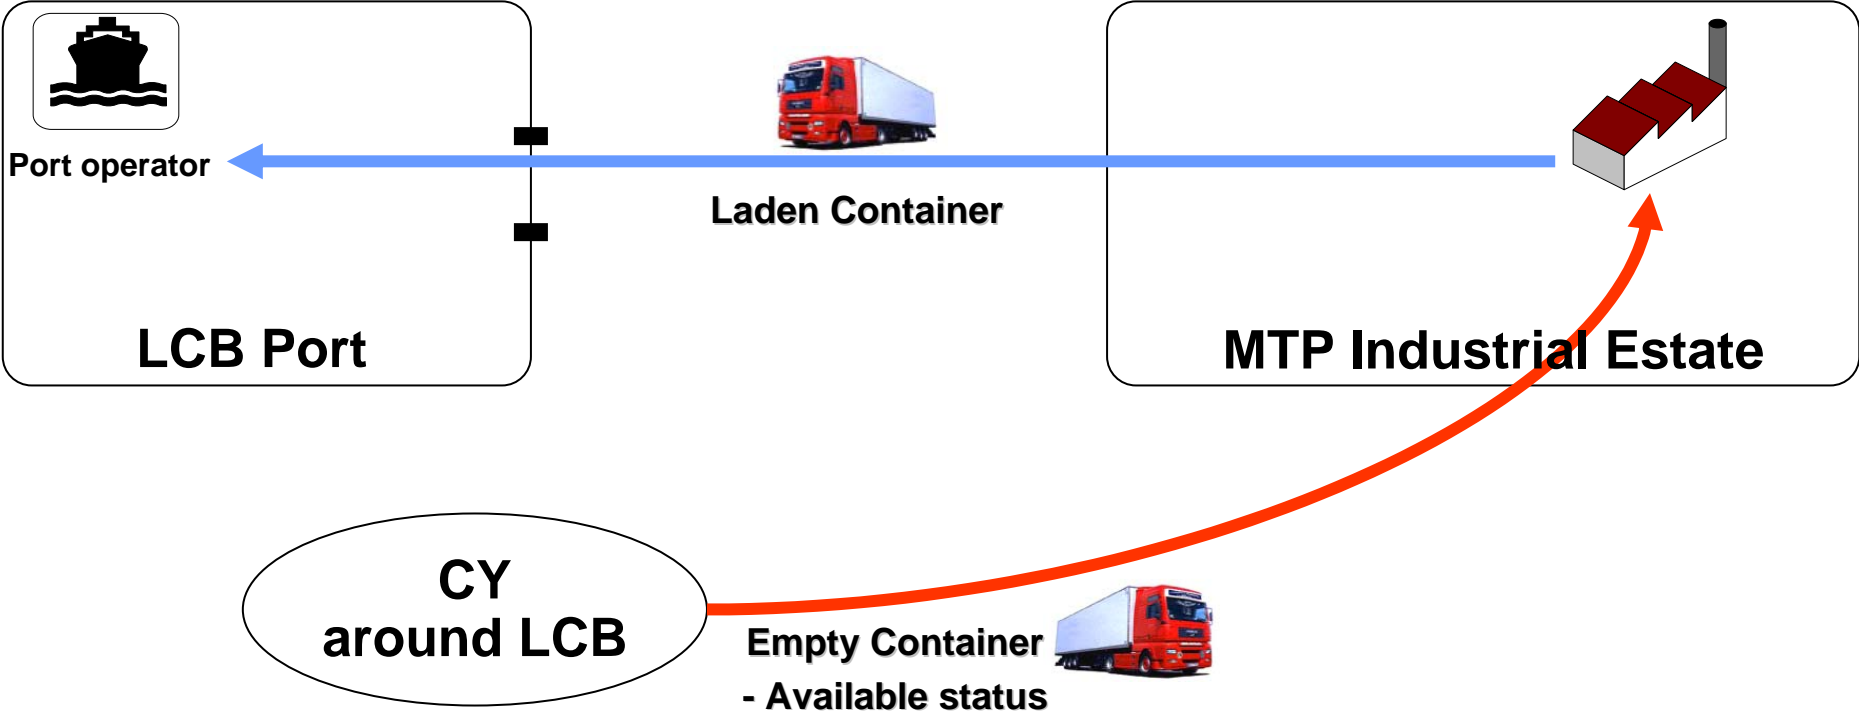 Port operator
Laden Container
LCB Port
MTP Industrial Estate
CY
around LCB
Empty Container
- Available status